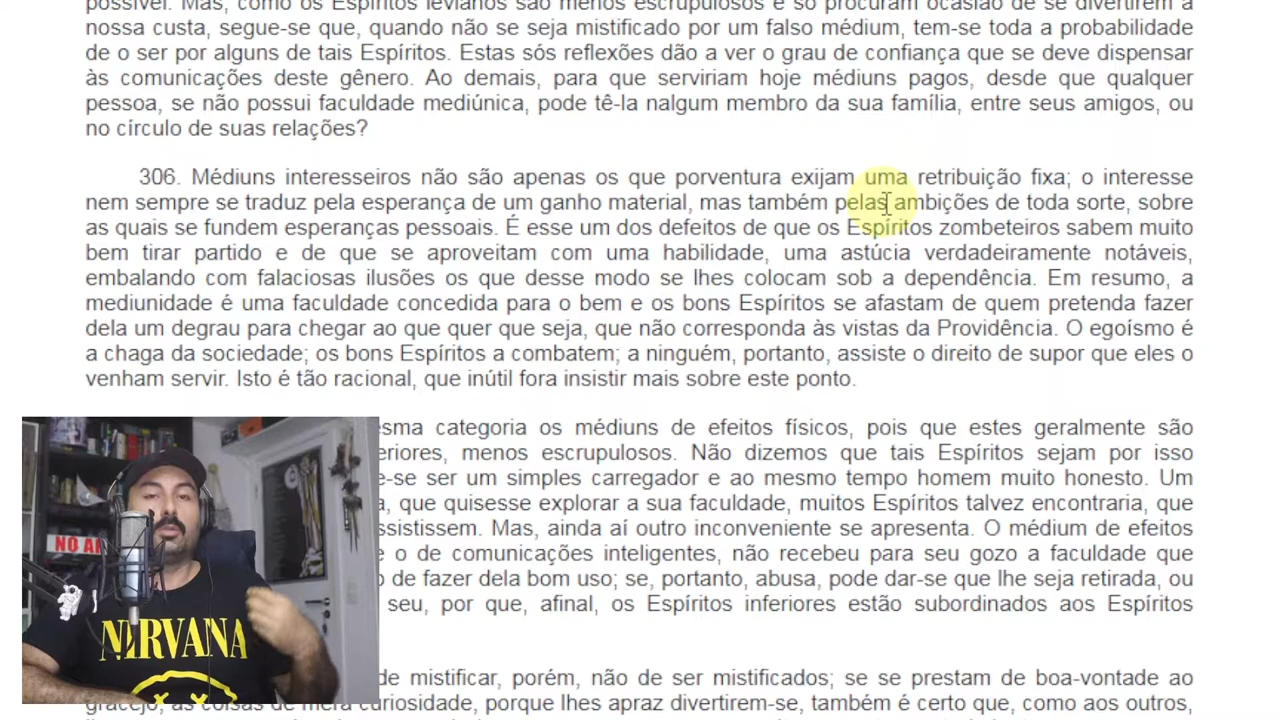 possível. Mas, como os Espíritos levianos são menos escrupulosos e só procuram ocasião de se divertirem à
nossa custa, segue-se que, quando não se seja mistificado por um falso médium, tem-se toda a probabilidade
de o ser por alguns de tais Espíritos. Estas sós reflexões dão a ver o grau de confiança que se deve dispensar
às comunicações deste gênero. Ao demais, para que serviriam hoje médiuns pagos, desde que qualquer
pessoa, se não possui faculdade mediúnica, pode tê-la nalgum membro da sua família, entre seus amigos, ou
no círculo de suas relações?
306. Médiuns interesseiros não são apenas os que porventura exijam uma retribuição fixa; o interesse
nem sempre se traduz pela esperança de um ganho material, mas também pelas ambições de toda sorte, sobre
as quais se fundem esperanças pessoais. É esse um dos defeitos de que os Espíritos zombeteiros sabem muito
bem tirar partido e de que se aproveitam com uma habilidade, uma astúcia verdadeiramente notáveis,
embalando com falaciosas ilusões os que desse modo se lhes colocam sob a dependência. Em resumo, a
mediunidade é uma faculdade concedida para o bem e os bons Espíritos se afastam de quem pretenda fazer
dela um degrau para chegar ao que quer que seja, que não corresponda às vistas da Providência. O egoísmo é
a chaga da sociedade; os bons Espíritos a combatem; a ninguém, portanto, assiste o direito de supor que eles o
venham servir. Isto é tão racional, que inútil fora insistir mais sobre este ponto.
esma categoria os médiuns de efeitos físicos, pois que estes geralmente são
eriores, menos escrupulosos. Não dizemos que tais Espíritos sejam por isso
e-se ser um simples carregador e ao mesmo tempo homem muito honesto. Um
a, que quisesse explorar a sua faculdade, muitos Espíritos talvez encontraria, que
ssistissem. Mas, ainda aí outro inconveniente se apresenta. O médium de efeitos
e o de comunicações inteligentes, não recebeu para seu gozo a faculdade que
o de fazer dela bom uso; se, portanto, abusa, pode dar-se que lhe seja retirada, ou
seu, por que, afinal, os Espíritos inferiores estão subordinados aos Espíritos
NO
NIRVANA
de mistificar, porém, não de ser mistificados; se se prestam de boa-vontade ao
gracejo, às coisas de mera curiosidade, porque lhes apraz divertirem-se, também é certo que, como aos outros,